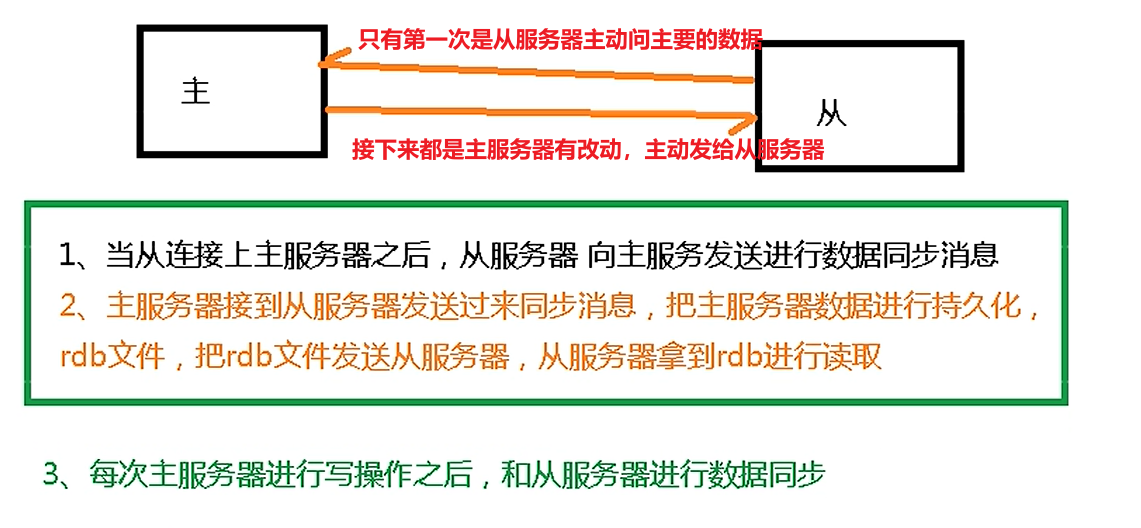 只有第一次是从服务器主动问主要的数据
主
从
接下来都是主服务器有改动，主动发给从服务器
1、当从连接上主服务器之后，从服务器 向主服务发送进行数据同步消息
2、主服务器接到从服务器发送过来同步消息，把主服务器数据进行持久化，
rdb文件，把rdb文件发送从服务器，从服务器拿到rdb进行读取
3、每次主服务器进行写操作之后，和从服务器进行数据同步